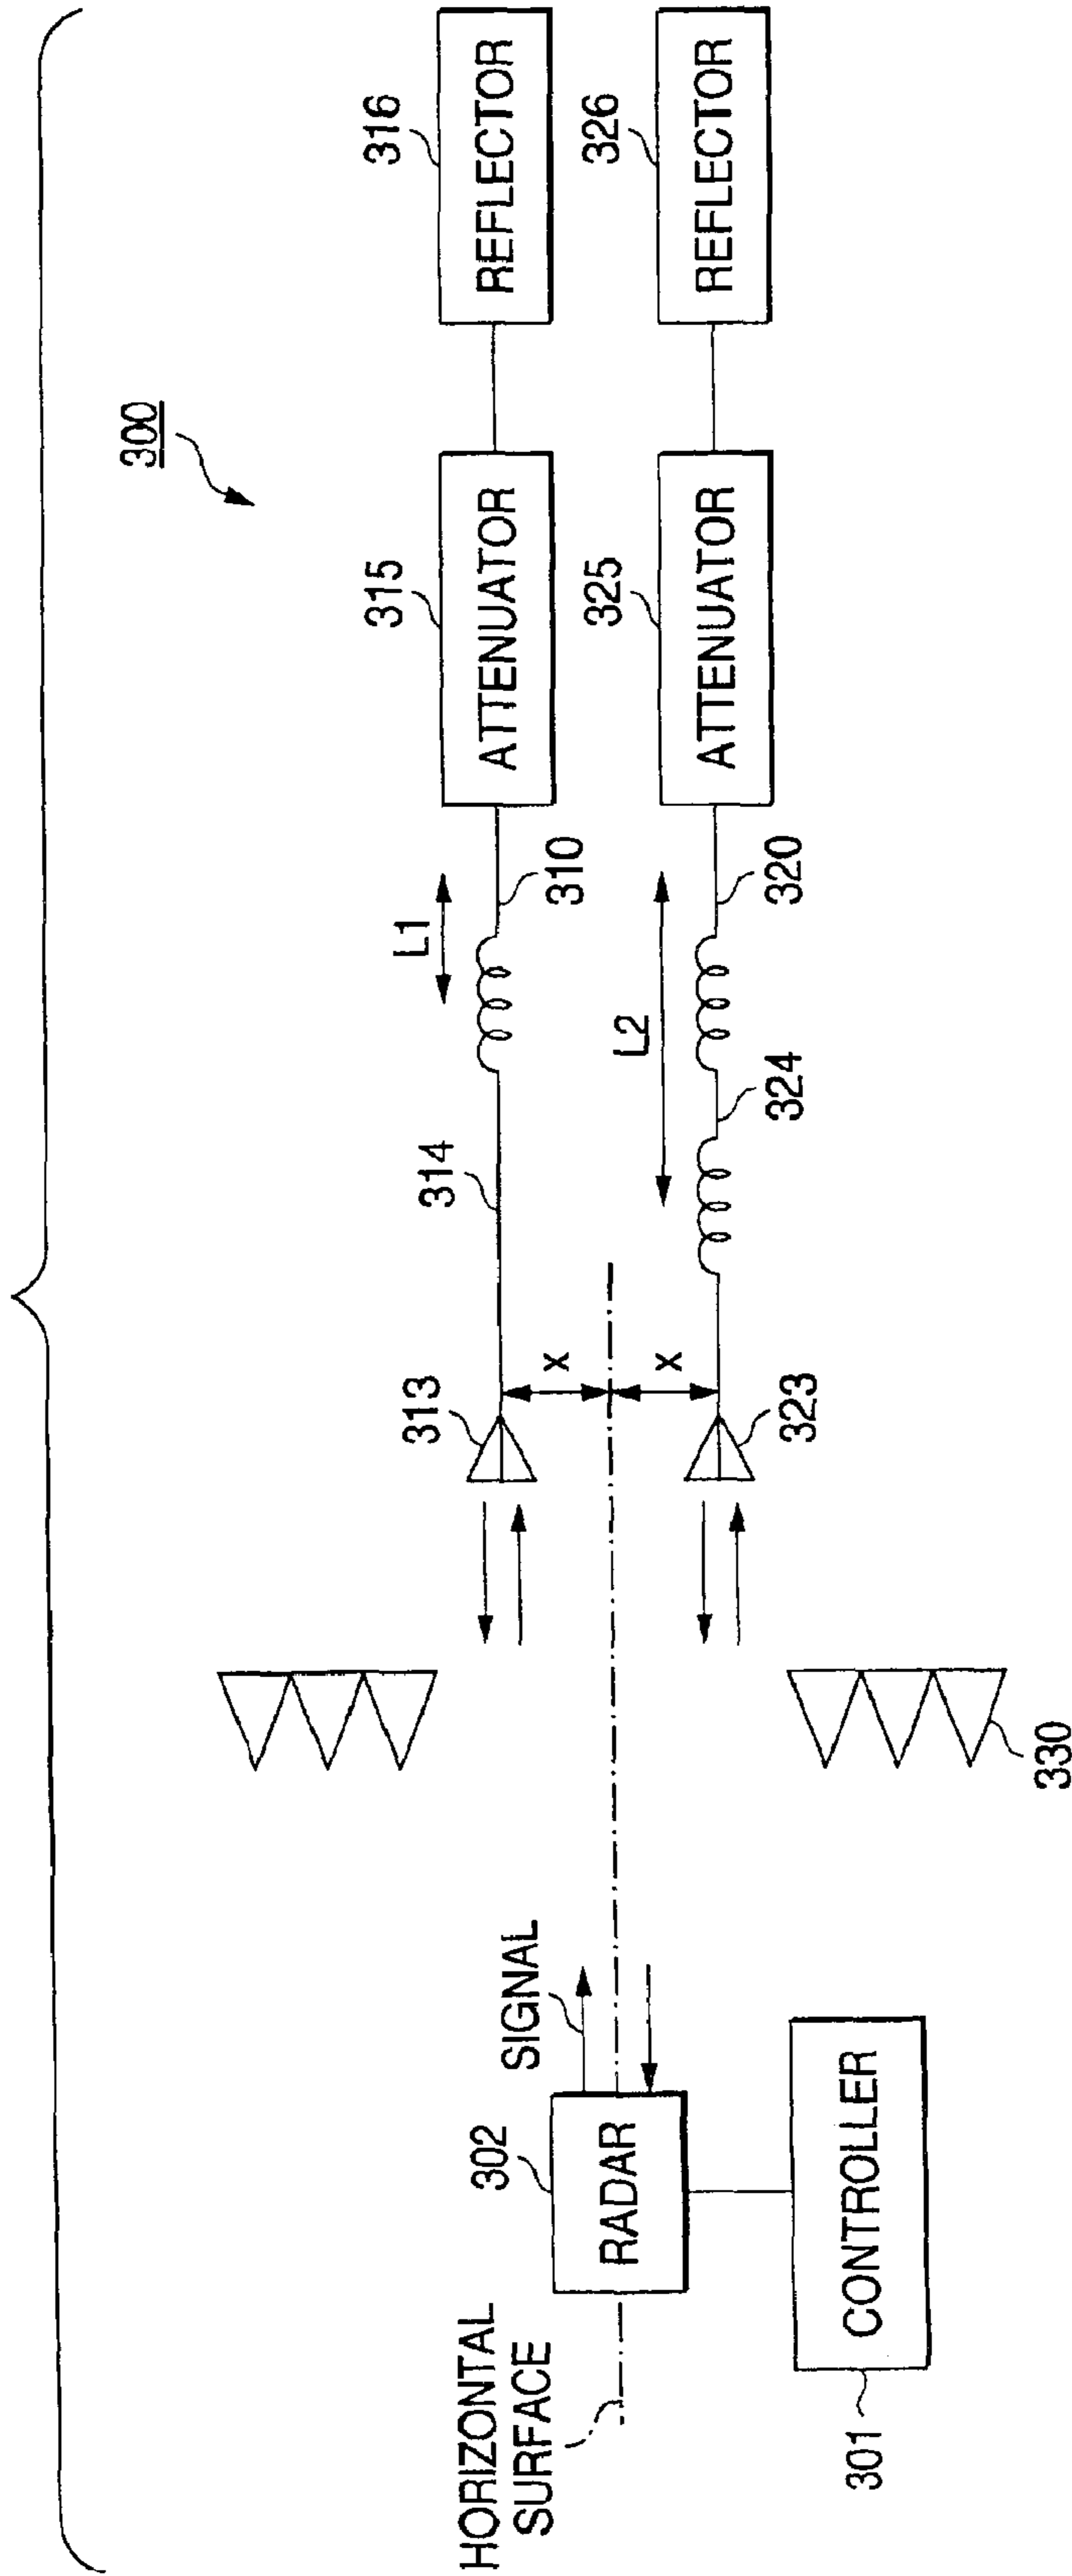 300
HORIZONTAL
SURFACE
302
RADAR
SIGNAL
301
CONTROLLER
330
313
314
L1
310
315
ATTENUATOR
316
REFLECTOR
X
X
323
L2
324
320
325
ATTENUATOR
326
REFLECTOR